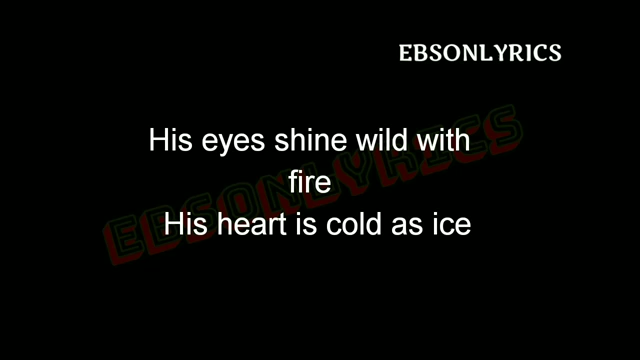 EBSONLYRICS
His eyes shine wild with
fire
His heart is cold as ice
EBSONLYRICS